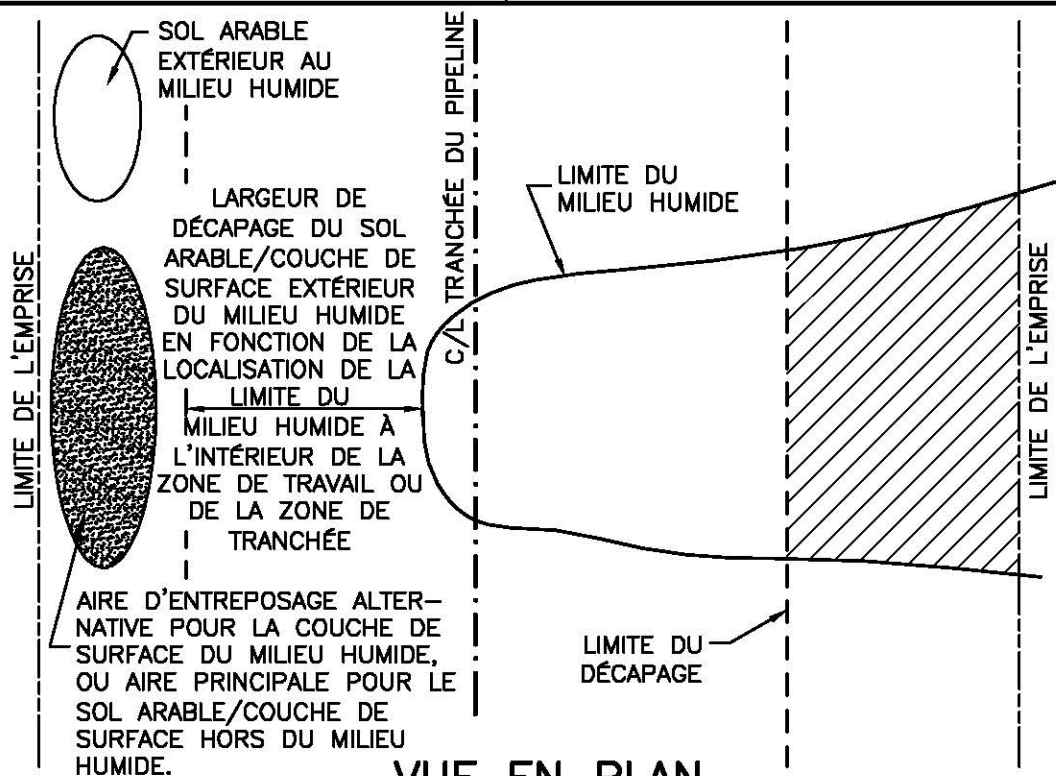 SOL ARABLE
EXTÉRIEUR AU
MILIEU HUMIDE
LIMITE DE L'EMPRISE
LARGEUR DE
DÉCAPAGE DU SOL
ARABLE/COUCHE DE
SURFACE EXTÉRIEUR
DU MILIEU HUMIDE
EN FONCTION DE LA
LOCALISATION DE LA
LIMITE DU
MILIEU HUMIDE À
L'INTÉRIEUR DE LA
ZONE DE TRAVAIL OU
DE LA ZONE DE
TRANCHÉE
C/L TRANCHÉE DU PIPELINE
LIMITE DU
MILIEU HUMIDE
LIMITE DE L'EMPRISE
AIRE D'ENTREPOSAGE ALTER-
NATIVE POUR LA COUCHE DE
SURFACE DU MILIEU HUMIDE,
OU AIRE PRINCIPALE POUR LE
SOL ARABLE/COUCHE DE
SURFACE HORS DU MILIEU
HUMIDE.
LIMITE DU
DÉCAPAGE
VUE EN PLAN